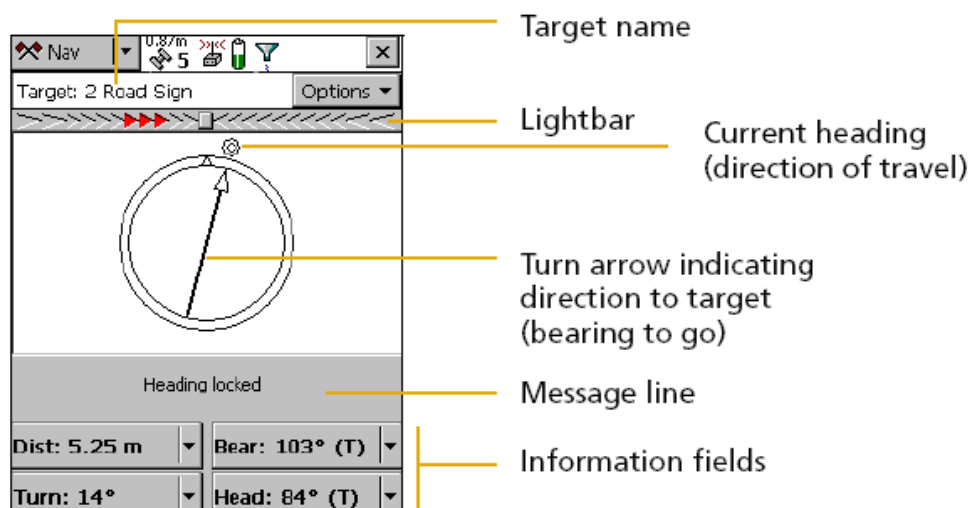 Target name
Nav
0.87m
5
Target: 2 Road Sign
Options
Lightbar
Current heading
(direction of travel)
Turn arrow indicating
direction to target
(bearing to go)
Heading locked
Message line
Dist: 5.25 m
Bear: 103° (T)
Information fields
Turn: 14°
Head: 84° (T)